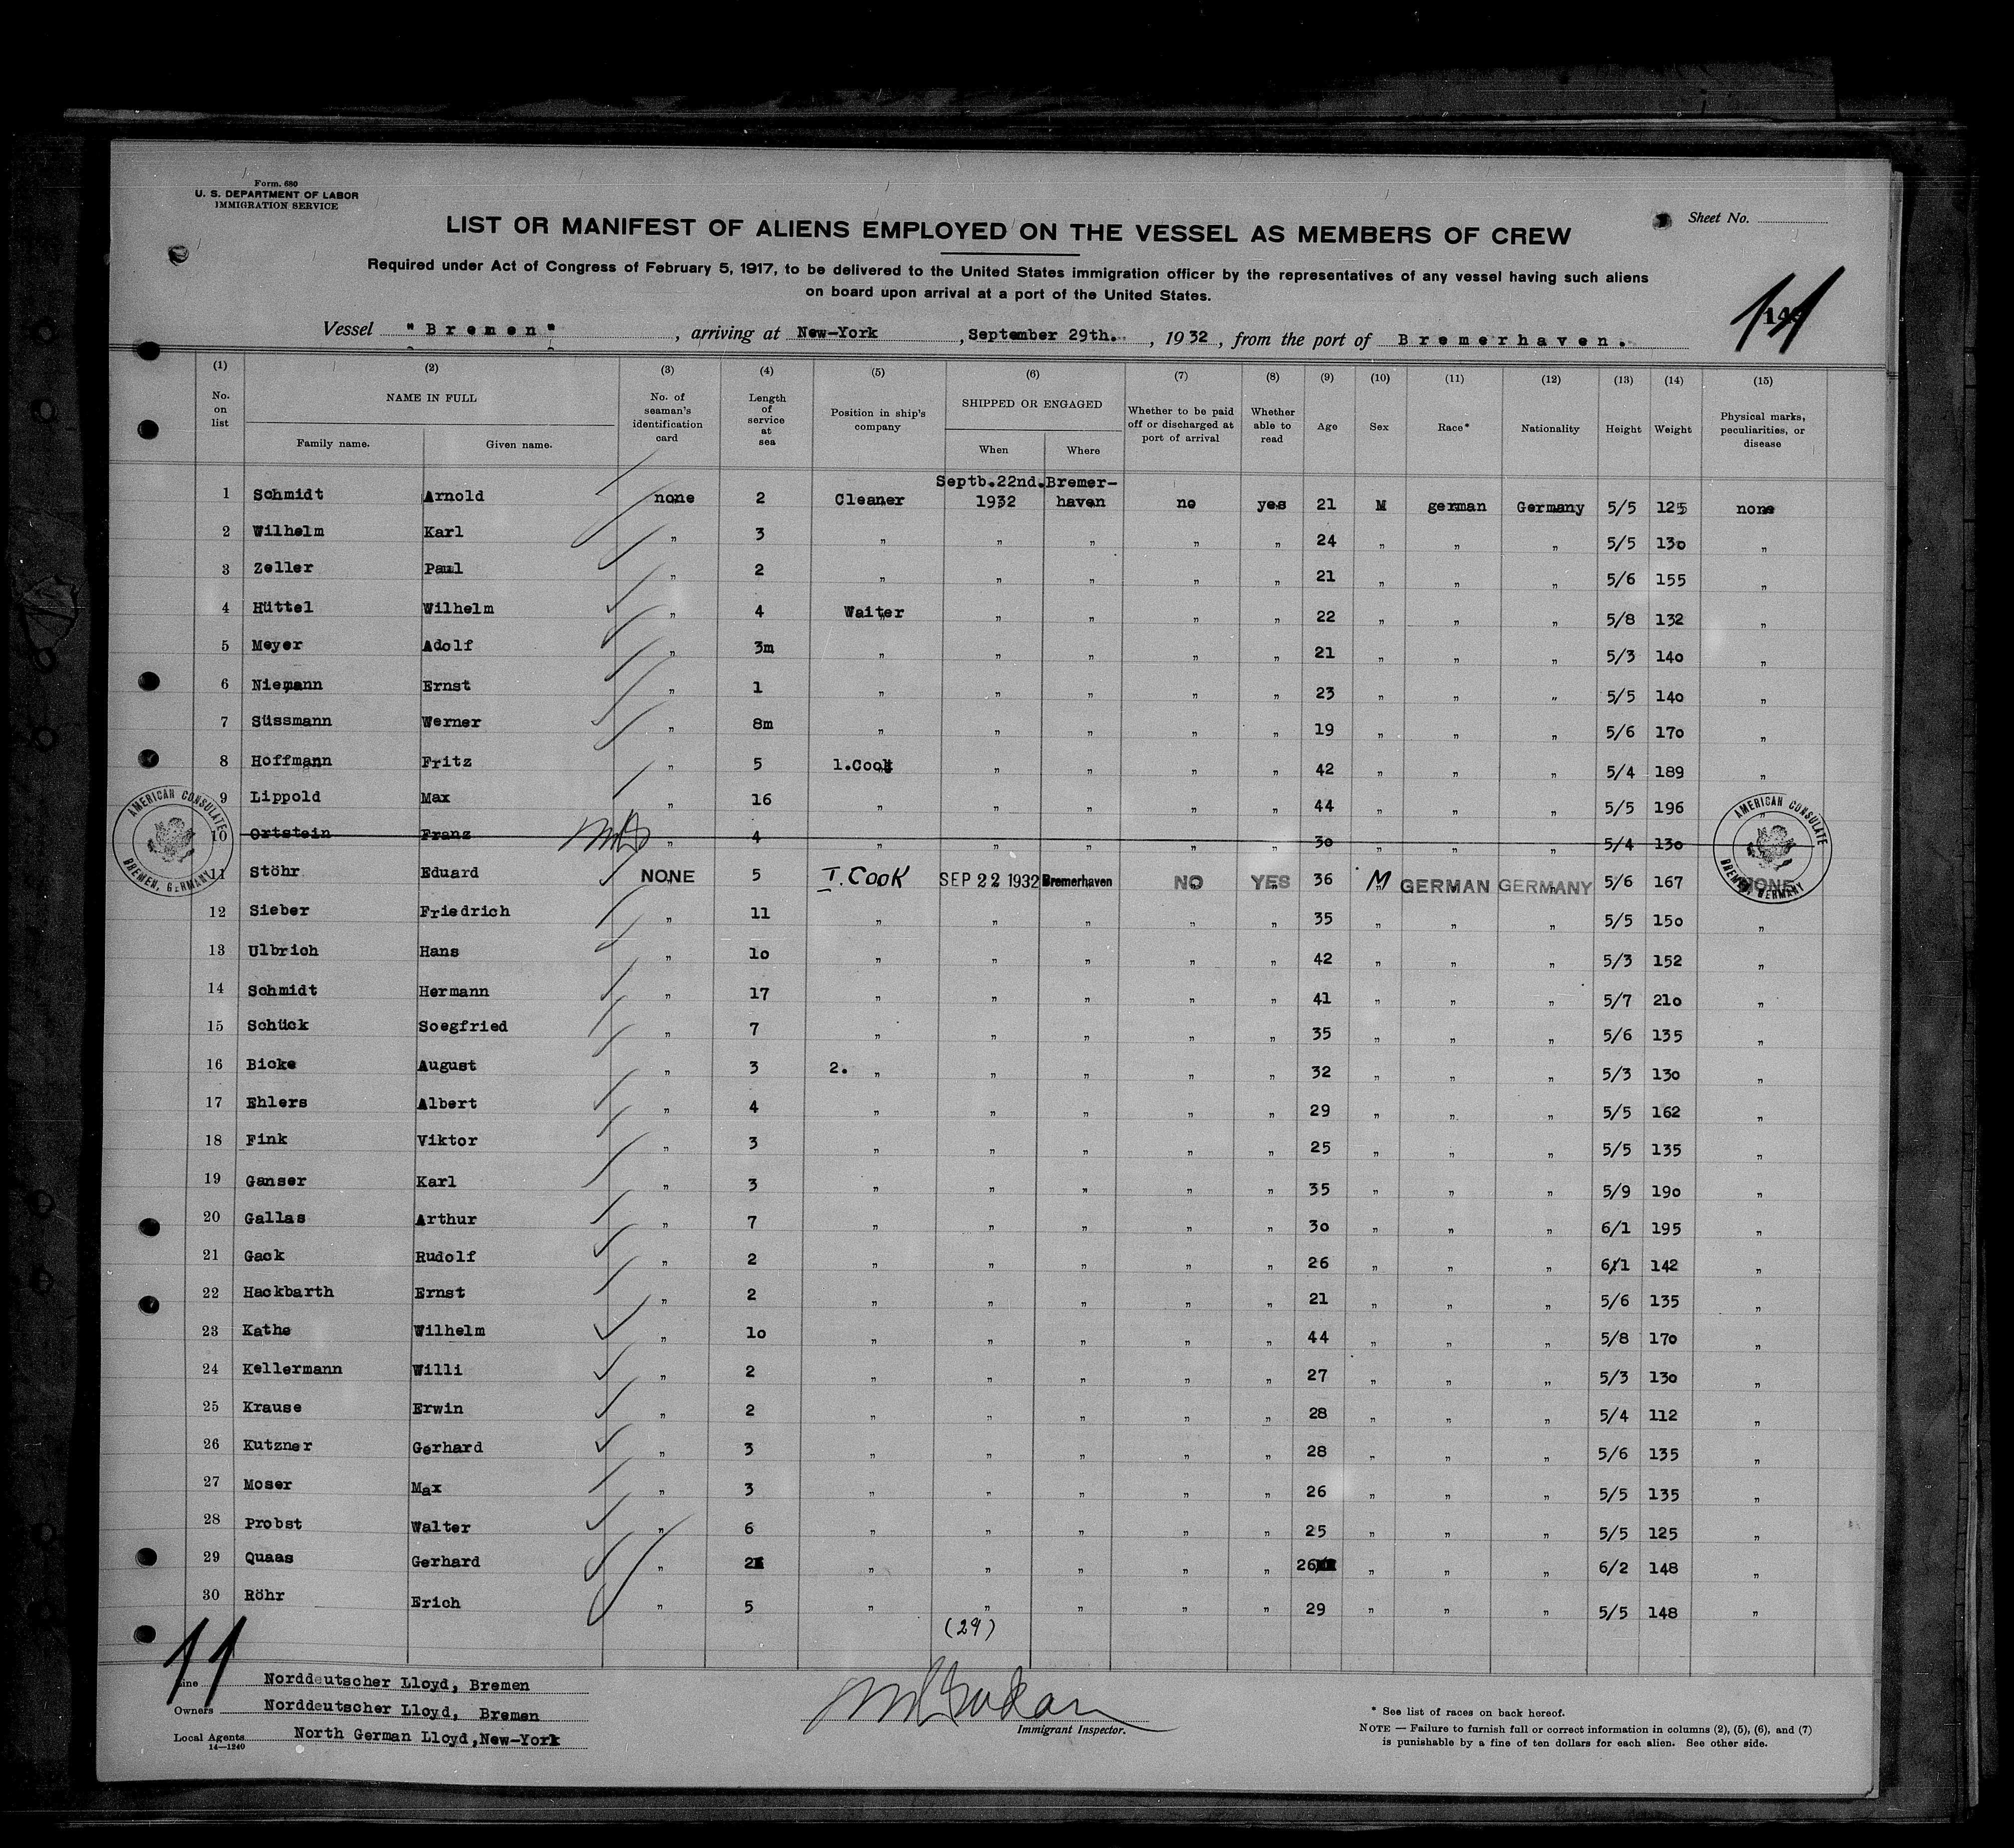 Form. 680
U. S. DEPARTMENT OF LABOR
IMMIGRATION SERVICE
Sheet No.
LIST OR MANIFEST OF ALIENS EMPLOYED ON THE VESSEL AS MEMBERS OF CREW
Required under Act of Congress of February 5, 1917, to be delivered to the United States immigration officer by the representatives of any vessel having such aliens
on board upon arrival at a port of the United States.
11
Vessel "Bremen", arriving at New-York, September 29th., 1932, from the port of Bremerhaven.
(1) (2) (3) (4) (5) (6) (7) (8) (9) (10) (11) (12) (13) (14) (15)
No. on list NAME IN FULL Family name. Given name. No. of seaman's identification card Length of service at sea Position in ship's company SHIPPED OR ENGAGED When Where Whether to be paid off or discharged at port of arrival Whether able to read Age Sex Race* Nationality Height Weight Physical marks, peculiarities, or disease
1 Schmidt Arnold none 2 Cleaner Septb.22nd. 1932 Bremer-haven no yes 21 M german Germany 5/5 125 none
2 Wilhelm Karl " 3 " " " " " 24 " " " 5/5 130 "
3 Zeller Paul " 2 " " " " " 21 " " " 5/6 155 "
4 Hüttel Wilhelm " 4 Waiter " " " " 22 " " " 5/8 132 "
5 Meyer Adolf " 3m " " " " " 21 " " " 5/3 140 "
6 Niemann Ernst " 1 " " " " " 23 " " " 5/5 140 "
7 Süssmann Werner " 8m " " " " " 19 " " " 5/6 170 "
8 Hoffmann Fritz " 5 1.Cook " " " " 42 " " " 5/4 189 "
9 Lippold Max " 16 " " " " " 44 " " " 5/5 196 "
10 Ortstein Franz " 4 " " " " " 30 " " " 5/4 130
11 Stöhr Eduard NONE 5 I. COOK SEP 22 1932 Bremerhaven NO YES 36 M GERMAN GERMANY 5/6 167 NONE
12 Sieber Friedrich " 11 " " " " " 35 " " " 5/5 150 "
13 Ulbrich Hans " 10 " " " " " 42 " " " 5/3 152 "
14 Schmidt Hermann " 17 " " " " " 41 " " " 5/7 210 "
15 Schück Soegfried " 7 " " " " " 35 " " " 5/6 135 "
16 Bicke August " 3 2. " " " " " 32 " " " 5/3 130 "
17 Ehlers Albert " 4 " " " " " 29 " " " 5/5 162 "
18 Fink Viktor " 3 " " " " " 25 " " " 5/5 135 "
19 Ganser Karl " 3 " " " " " 35 " " " 5/9 190 "
20 Gallas Arthur " 7 " " " " " 30 " " " 6/1 195 "
21 Gack Rudolf " 2 " " " " " 26 " " " 6/1 142 "
22 Hackbarth Ernst " 2 " " " " " 21 " " " 5/6 135 "
23 Kathe Wilhelm " 10 " " " " " 44 " " " 5/8 170 "
24 Kellermann Willi " 2 " " " " " 27 " " " 5/3 130 "
25 Krause Erwin " 2 " " " " " 28 " " " 5/4 112 "
26 Kutzner Gerhard " 3 " " " " " 28 " " " 5/6 135 "
27 Moser Max " 3 " " " " " 26 " " " 5/5 135 "
28 Probst Walter " 6 " " " " " 25 " " " 5/5 125 "
29 Quaas Gerhard " 2 " " " " " 26 " " " 6/2 148 "
30 Röhr Erich " 5 " " " " " 29 " " " 5/5 148 "
(29)
AMERICAN CONSULATE BREMEN, GERMANY
AMERICAN CONSULATE BREMEN, GERMANY
11
Line Norddeutscher Lloyd, Bremen
Owners Norddeutscher Lloyd, Bremen
Local Agents North German Lloyd, New-York
14—1240
Immigrant Inspector.
* See list of races on back hereof.
NOTE — Failure to furnish full or correct information in columns (2), (5), (6), and (7)
is punishable by a fine of ten dollars for each alien. See other side.